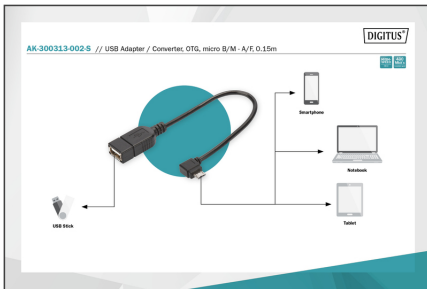 DIGITUS®
AK-300313-002-S // USB Adapter / Converter, OTG, micro B/M - A/F, 0.15m
Smartphone
Notebook
USB Stick
Tablet